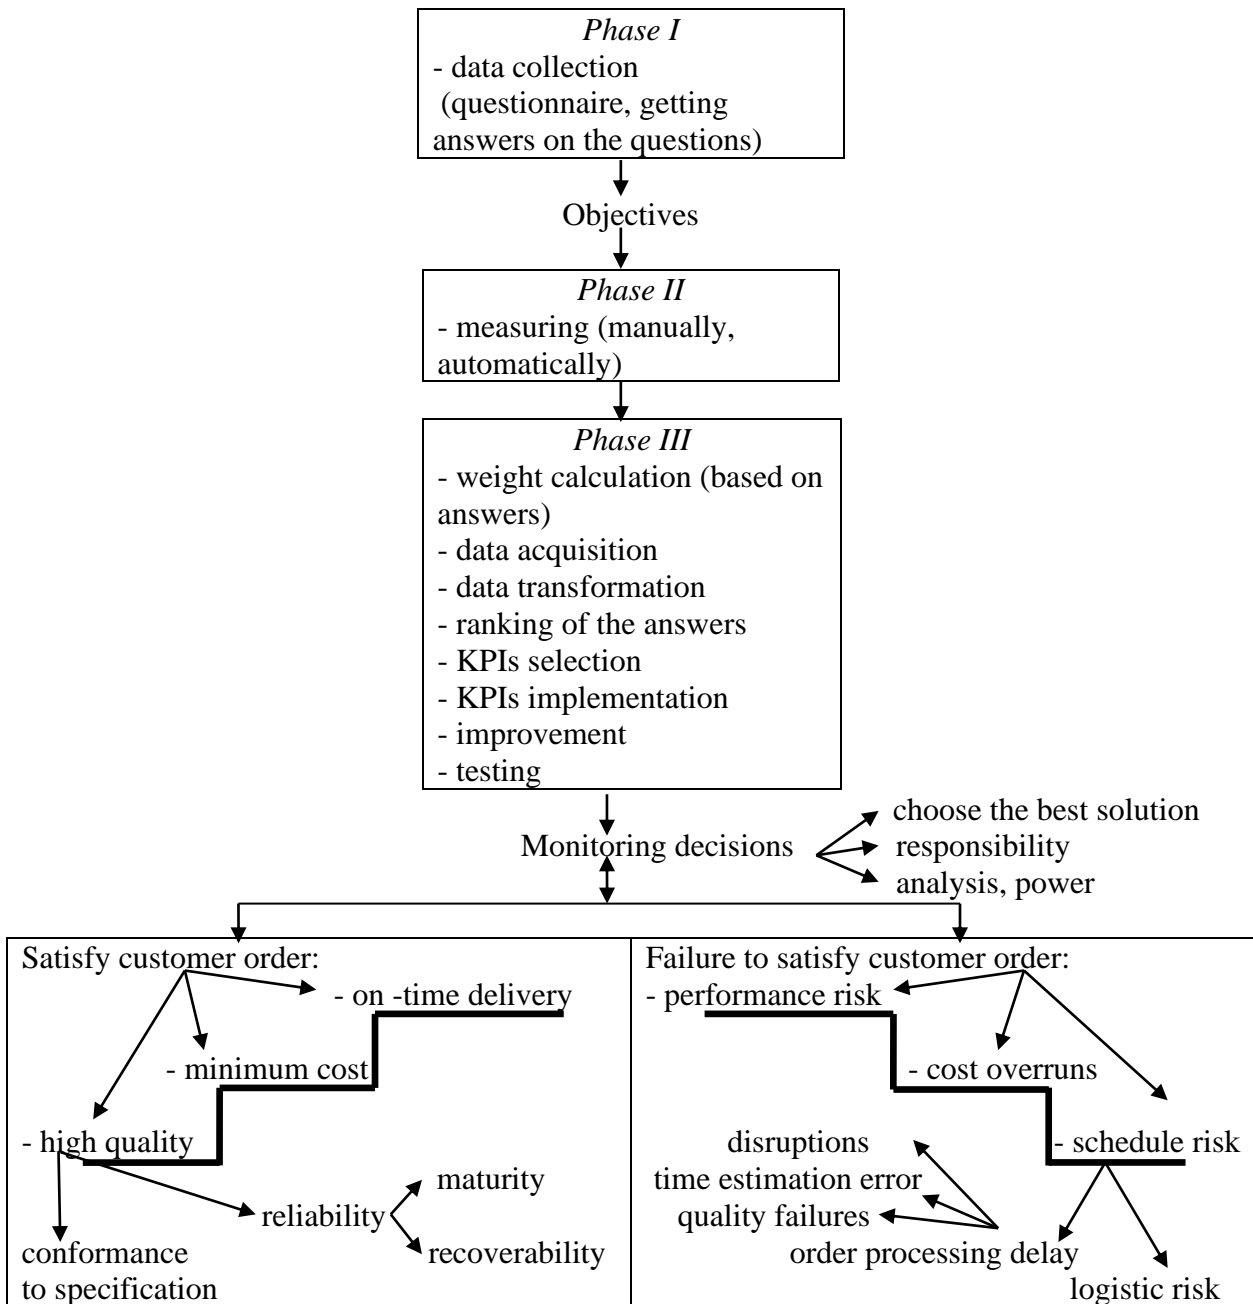 Phase I
- data collection
(questionnaire, getting
answers on the questions)
Objectives
Phase II
- measuring (manually,
automatically)
Phase III
- weight calculation (based on
answers)
- data acquisition
- data transformation
- ranking of the answers
- KPIs selection
- KPIs implementation
- improvement
- testing
Monitoring decisions
choose the best solution
responsibility
analysis, power
Satisfy customer order:
- on -time delivery
- minimum cost
- high quality
maturity
reliability
recoverability
conformance
to specification
Failure to satisfy customer order:
- performance risk
- cost overruns
- schedule risk
disruptions
time estimation error
quality failures
order processing delay
logistic risk